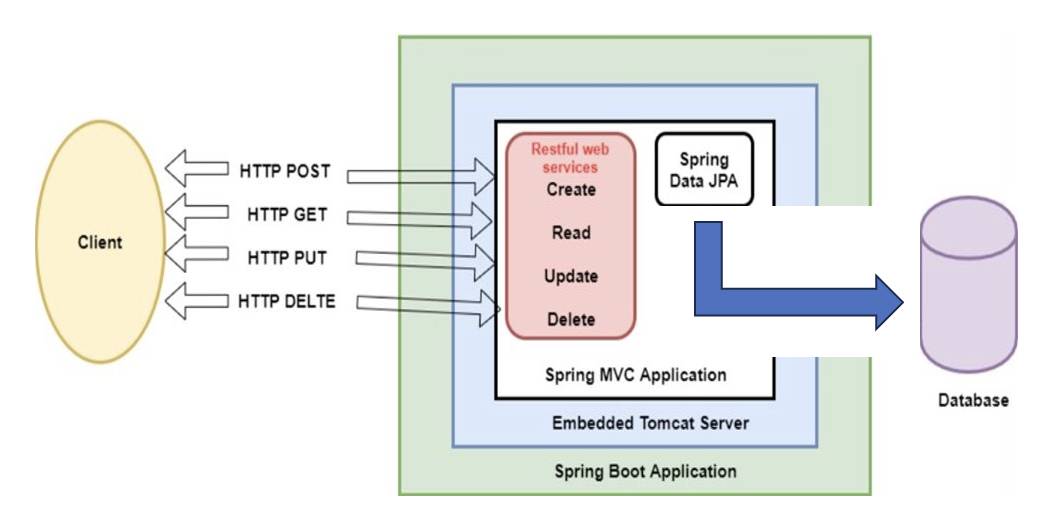 Client
HTTP POST
HTTP GET
HTTP PUT
HTTP DELTE
Restful web
services
Create
Read
Update
Delete
Spring
Data JPA
Spring MVC Application
Embedded Tomcat Server
Spring Boot Application
Database